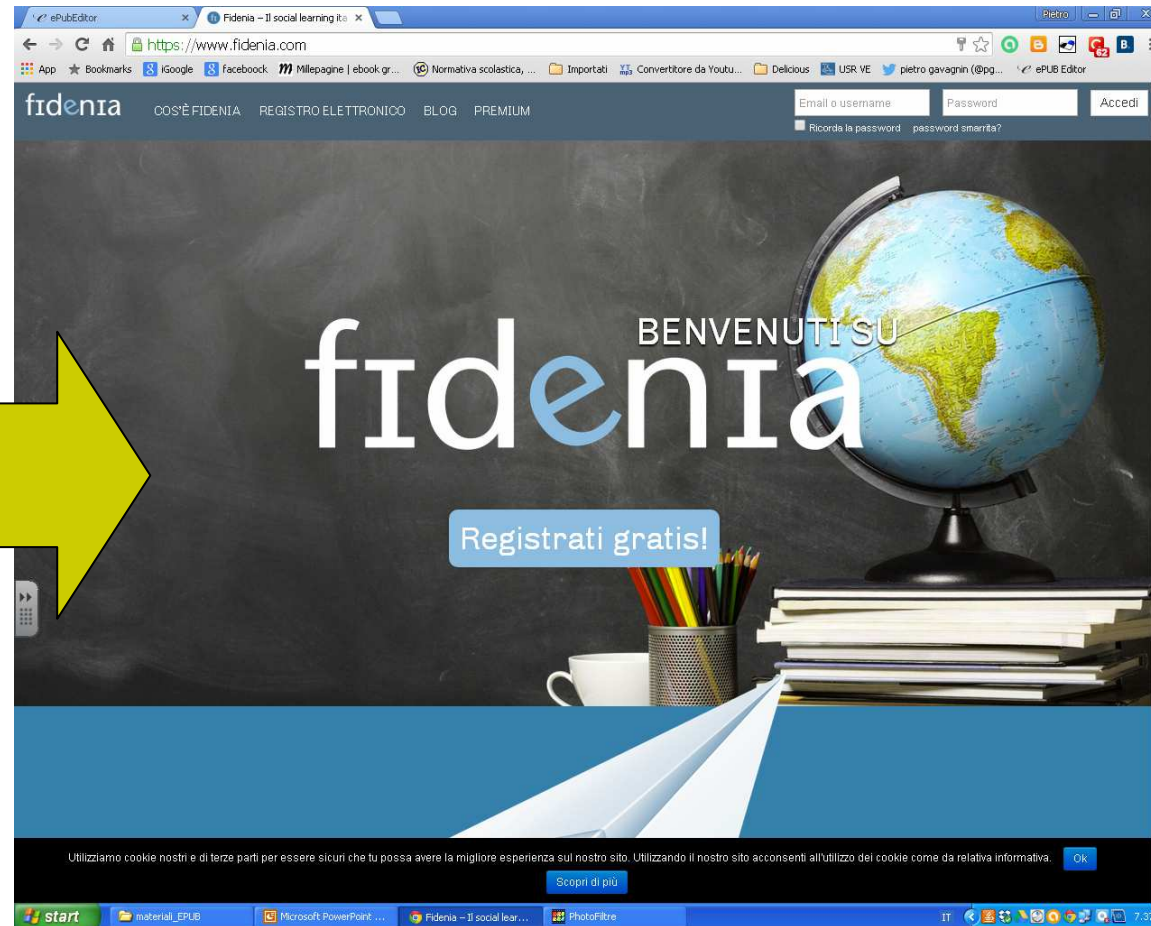 ePubEditor
Fidenia – Il social learning ita
Pietro
https://www.fidenia.com
62
App
Bookmarks
iGoogle
faceboock
Millepagine | ebook gr...
Normativa scolastica, ...
Importati
Convertitore da Youtu...
Delicious
USR VE
pietro gavagnin (@pg...
ePUB Editor
fidenia
COS'È FIDENIA
REGISTRO ELETTRONICO
BLOG
PREMIUM
Email o username
Password
Accedi
Ricorda la password
password smarrita?
BENVENUTI SU
fidenia
Registrati gratis!
Utilizziamo cookie nostri e di terze parti per essere sicuri che tu possa avere la migliore esperienza sul nostro sito. Utilizzando il nostro sito acconsenti all'utilizzo dei cookie come da relativa informativa.
Ok
Scopri di più
start
materiali_EPUB
Microsoft PowerPoint ...
Fidenia – Il social lear...
PhotoFiltre
IT
7.37